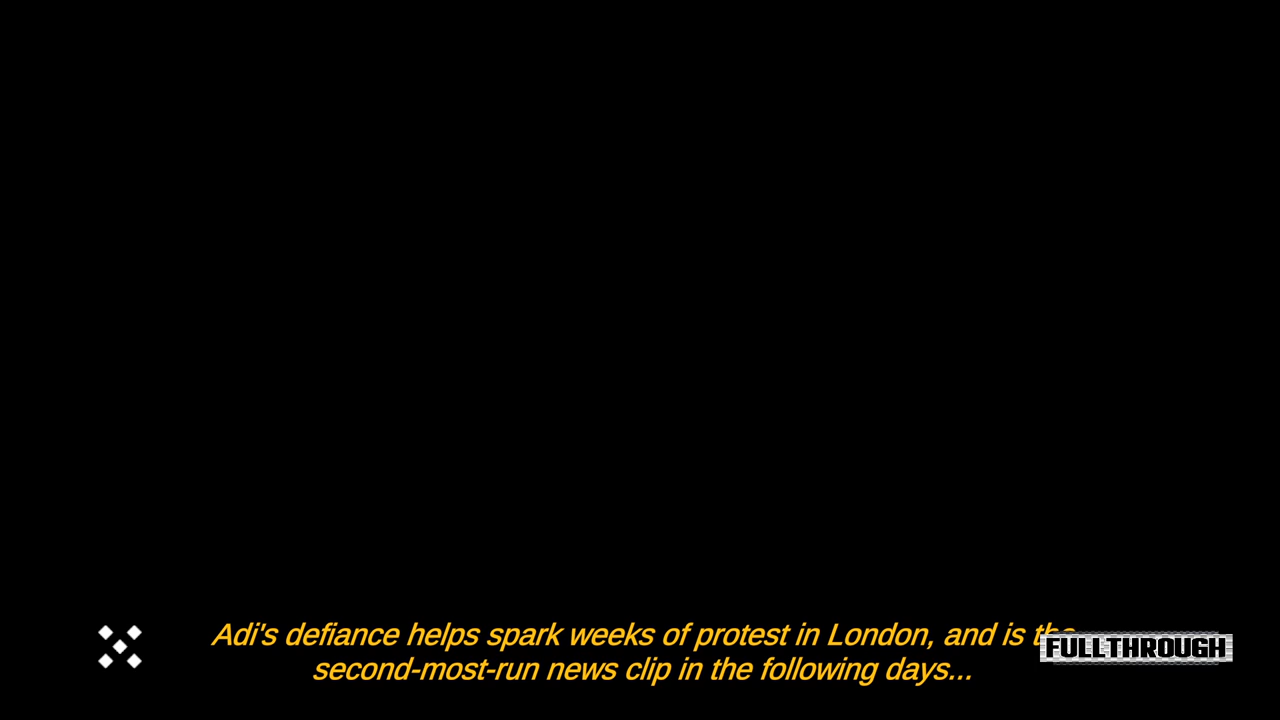 Adi's defiance helps spark weeks of protest in London, and is the
second-most-run news clip in the following days...
FULLTHROUGH